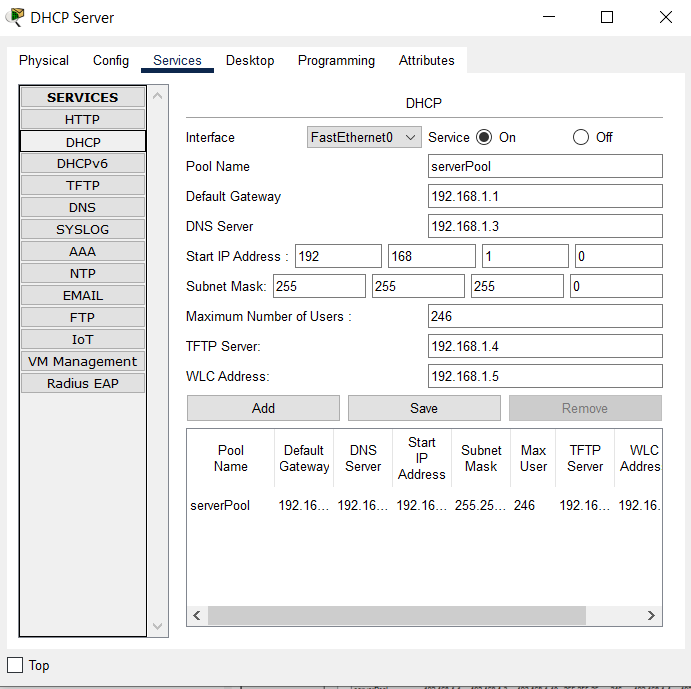 DHCP Server
Physical Config Services Desktop Programming Attributes
SERVICES
HTTP
DHCP
DHCPv6
TFTP
DNS
SYSLOG
AAA
NTP
EMAIL
FTP
IoT
VM Management
Radius EAP
DHCP
Interface FastEthernet0 Service On Off
Pool Name serverPool
Default Gateway 192.168.1.1
DNS Server 192.168.1.3
Start IP Address : 192 168 1 0
Subnet Mask: 255 255 255 0
Maximum Number of Users : 246
TFTP Server: 192.168.1.4
WLC Address: 192.168.1.5
Add Save Remove
Pool Name Default Gateway DNS Server Start IP Address Subnet Mask Max User TFTP Server WLC Addres
serverPool 192.16... 192.16... 192.16... 255.25... 246 192.16... 192.16.
Top